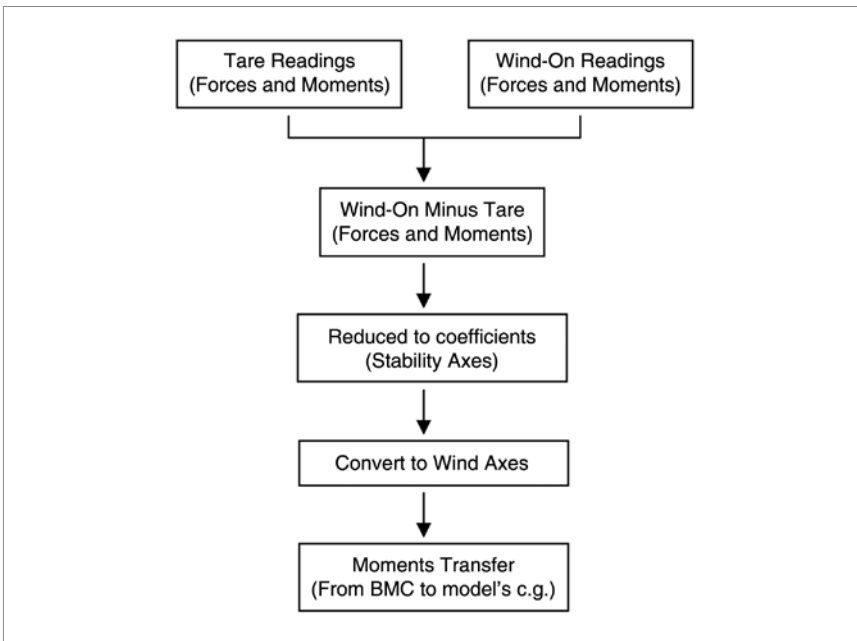 Tare Readings
(Forces and Moments)
Wind-On Readings
(Forces and Moments)
Wind-On Minus Tare
(Forces and Moments)
Reduced to coefficients
(Stability Axes)
Convert to Wind Axes
Moments Transfer
(From BMC to model's c.g.)